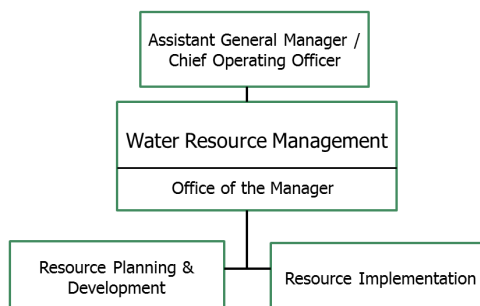 Assistant General Manager /
Chief Operating Officer
Water Resource Management
Office of the Manager
Resource Planning &
Development
Resource Implementation